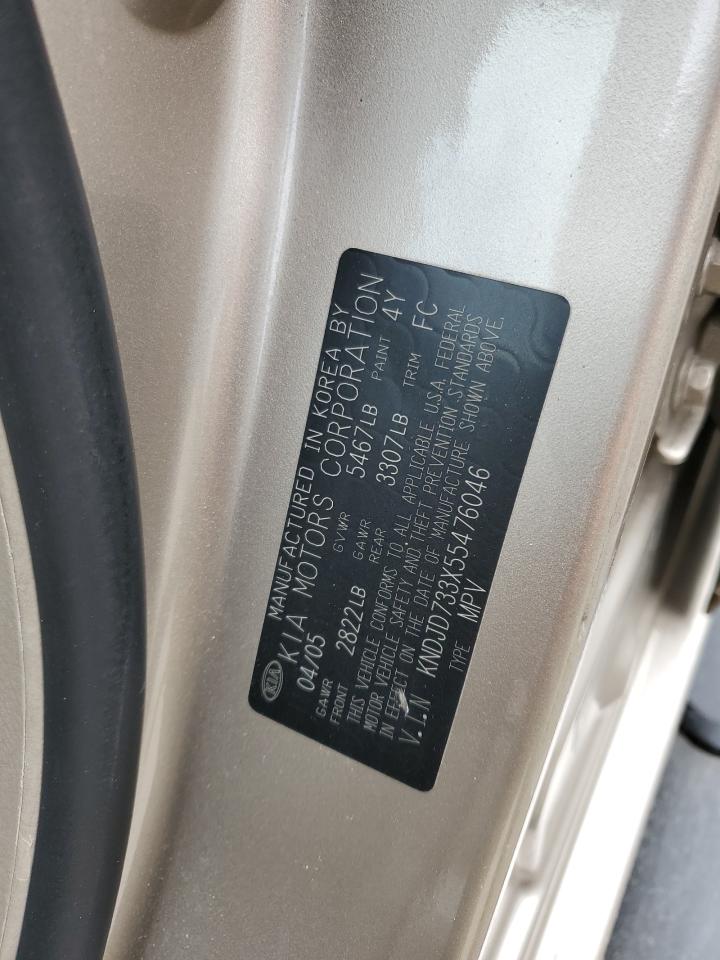 KIA MANUFACTURED IN KOREA BY
KIA MOTORS CORPORATION
04/05 GVWR 5467LB PAINT 4Y
GAWR FRONT 2822LB GAWR REAR 3307LB TRIM FC
THIS VEHICLE CONFORMS TO ALL APPLICABLE U.S.A. FEDERAL
MOTOR VEHICLE SAFETY AND THEFT PREVENTION STANDARDS
IN EFFECT ON THE DATE OF MANUFACTURE SHOWN ABOVE.
V.I.N KNDJD733X55476046
TYPE MPV